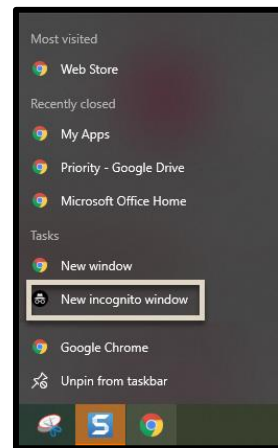 Most visited
Web Store
Recently closed
My Apps
Priority - Google Drive
Microsoft Office Home
Tasks
New window
New incognito window
Google Chrome
Unpin from taskbar
S